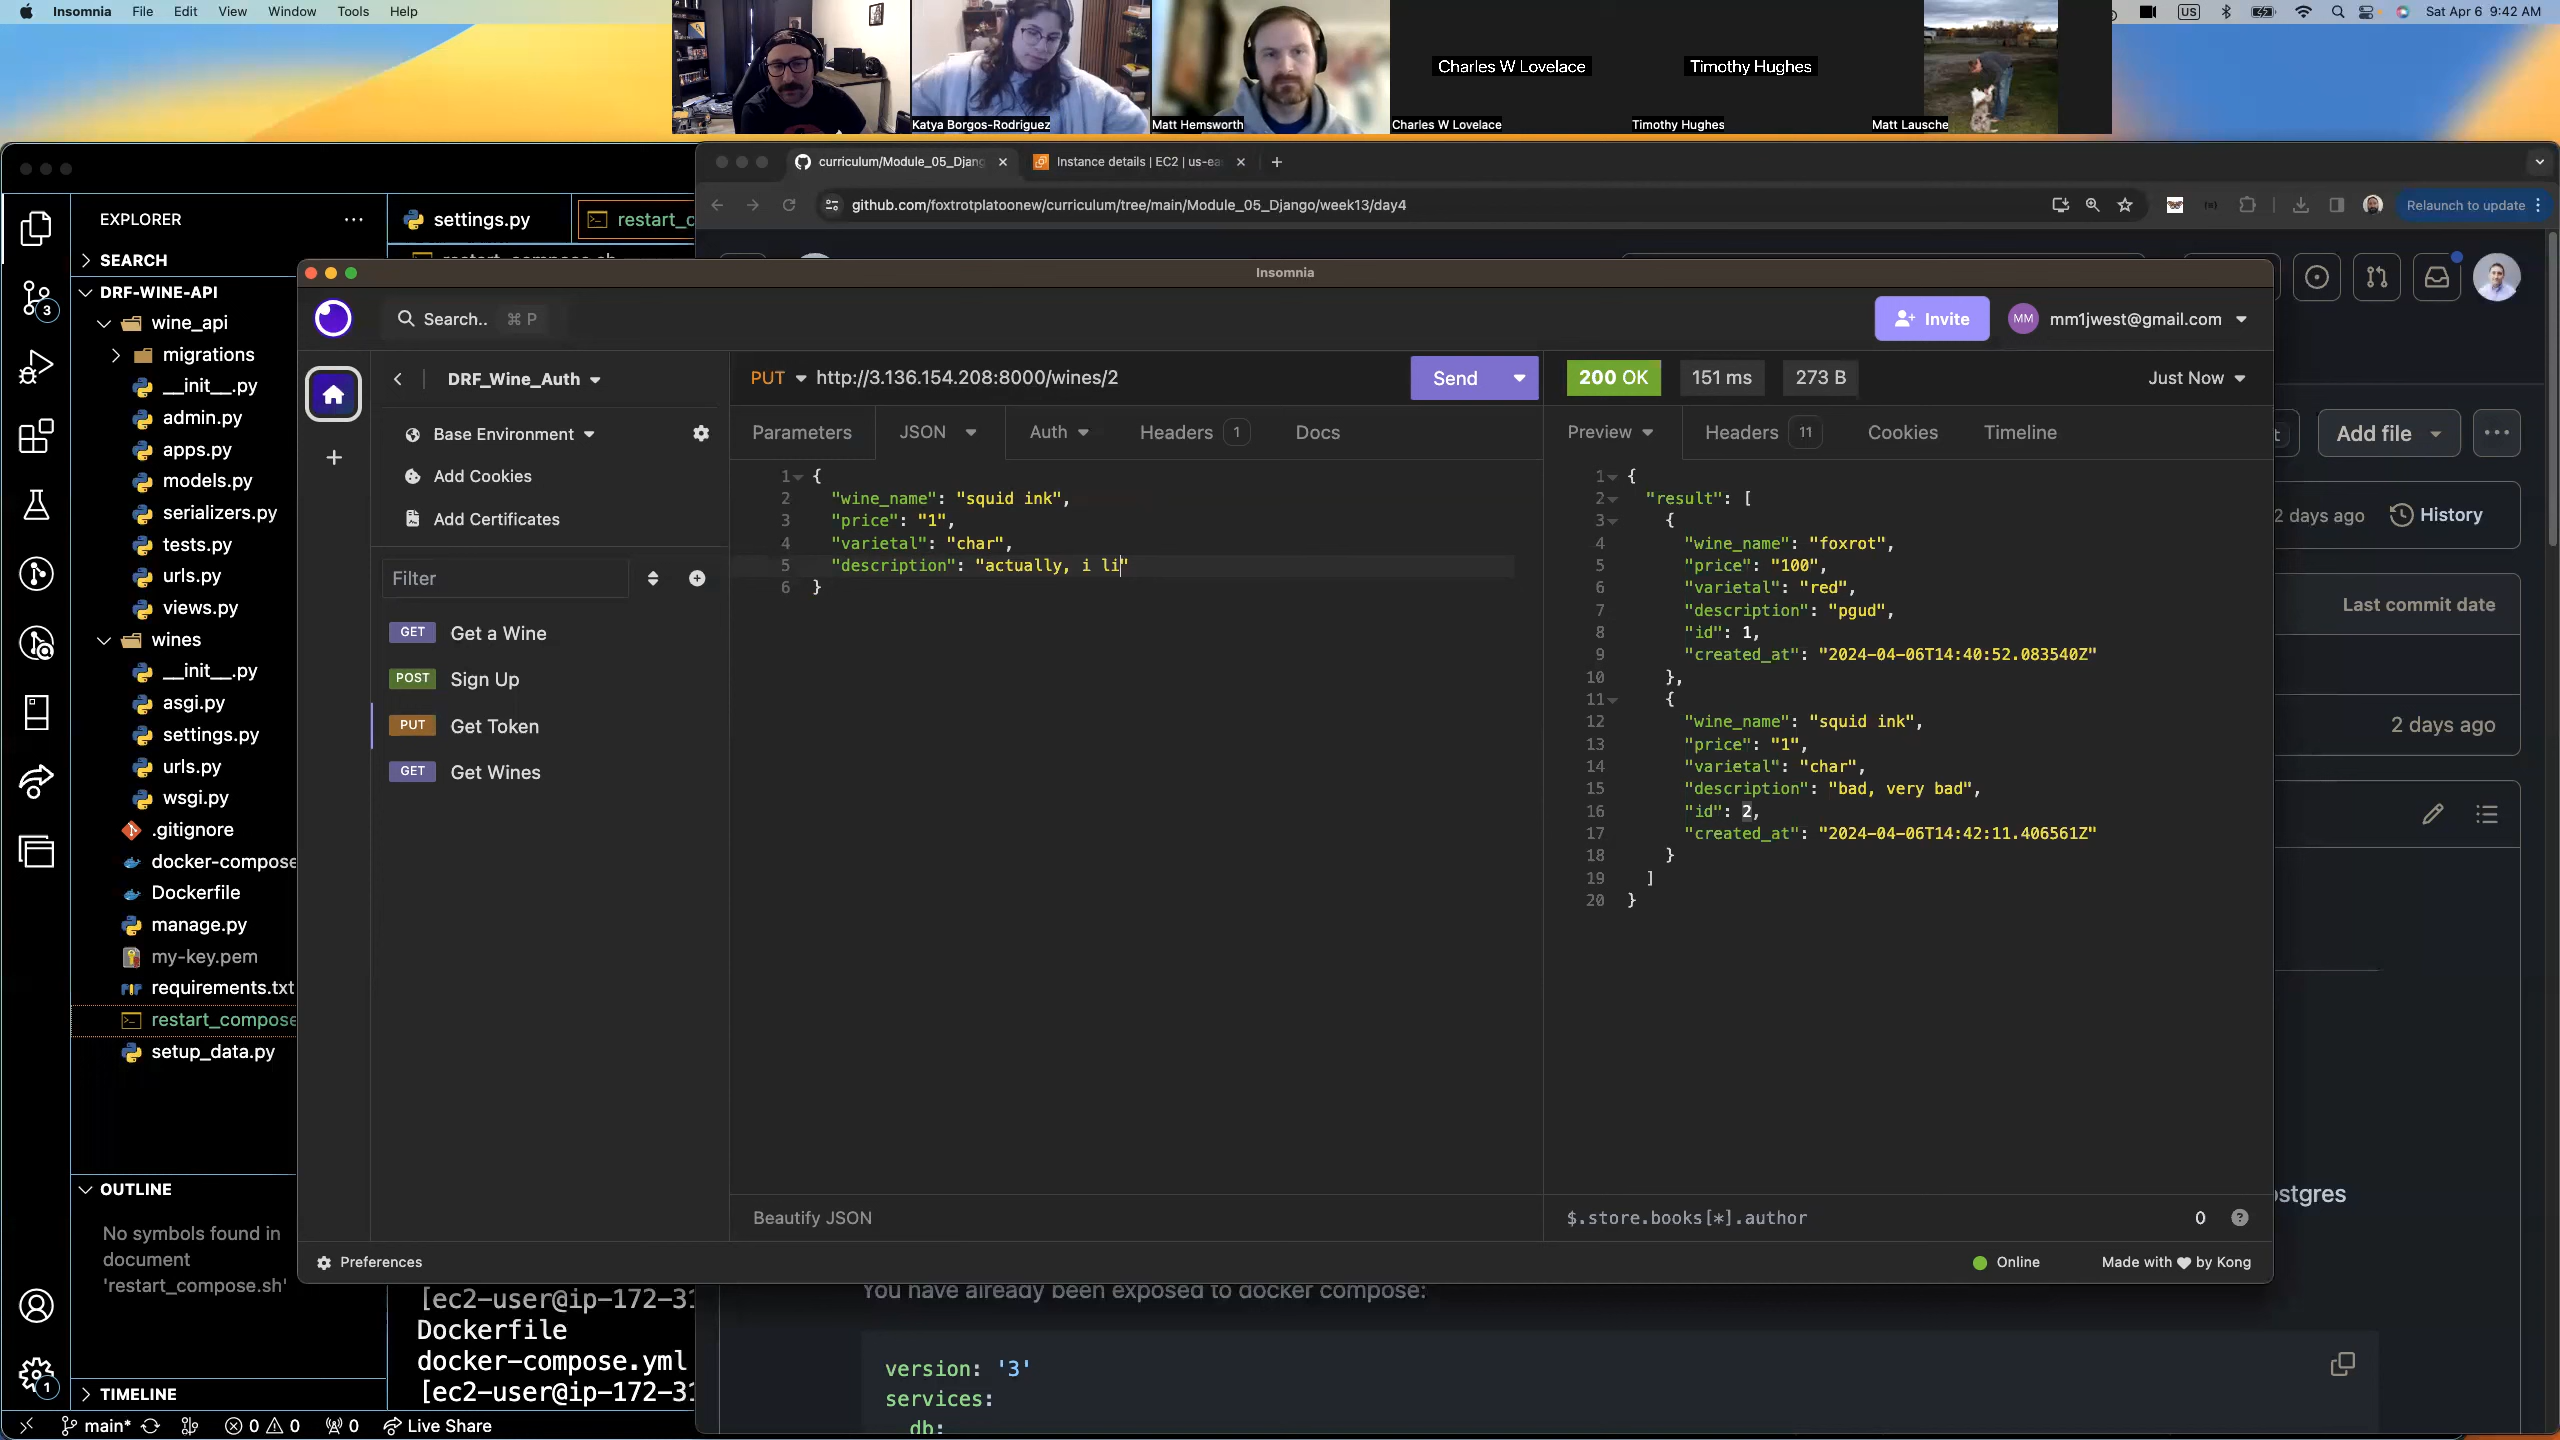 Insomnia File Edit View Window Tools Help
US Sat Apr 6 9:42 AM
Charles W Lovelace Timothy Hughes
Katya Borgos-Rodriguez Matt Hemsworth Charles W Lovelace Timothy Hughes Matt Lausche
curriculum/Module_05_Djang Instance details | EC2 | us-ea
github.com/foxtrotplatoonew/curriculum/tree/main/Module_05_Django/week13/day4 Relaunch to update
EXPLORER settings.py restart_c
SEARCH
DRF-WINE-API
wine_api
migrations
__init__.py
admin.py
apps.py
models.py
serializers.py
tests.py
urls.py
views.py
wines
__init__.py
asgi.py
settings.py
urls.py
wsgi.py
.gitignore
docker-compose
Dockerfile
manage.py
my-key.pem
requirements.txt
restart_compose
setup_data.py
OUTLINE
No symbols found in
document
'restart_compose.sh'
TIMELINE
3
1
main* 0 0 0 Live Share
Insomnia
Search.. ⌘ P Invite MM mm1jwest@gmail.com
DRF_Wine_Auth
Base Environment
Add Cookies
Add Certificates
Filter
GET Get a Wine
POST Sign Up
PUT Get Token
GET Get Wines
PUT http://3.136.154.208:8000/wines/2 Send
Parameters JSON Auth Headers 1 Docs
1 {
2 "wine_name": "squid ink",
3 "price": "1",
4 "varietal": "char",
5 "description": "actually, i li"
6 }
Beautify JSON
200 OK 151 ms 273 B Just Now
Preview Headers 11 Cookies Timeline
1 {
2 "result": [
3 {
4 "wine_name": "foxrot",
5 "price": "100",
6 "varietal": "red",
7 "description": "pgud",
8 "id": 1,
9 "created_at": "2024-04-06T14:40:52.083540Z"
10 },
11 {
12 "wine_name": "squid ink",
13 "price": "1",
14 "varietal": "char",
15 "description": "bad, very bad",
16 "id": 2,
17 "created_at": "2024-04-06T14:42:11.406561Z"
18 }
19 ]
20 }
$.store.books[*].author 0 ?
Preferences Online Made with ♥ by Kong
t Add file
2 days ago History
Last commit date
2 days ago
ostgres
You have already been exposed to docker compose:
version: '3'
services:
db:
[ec2-user@ip-172-31
Dockerfile
docker-compose.yml
[ec2-user@ip-172-31